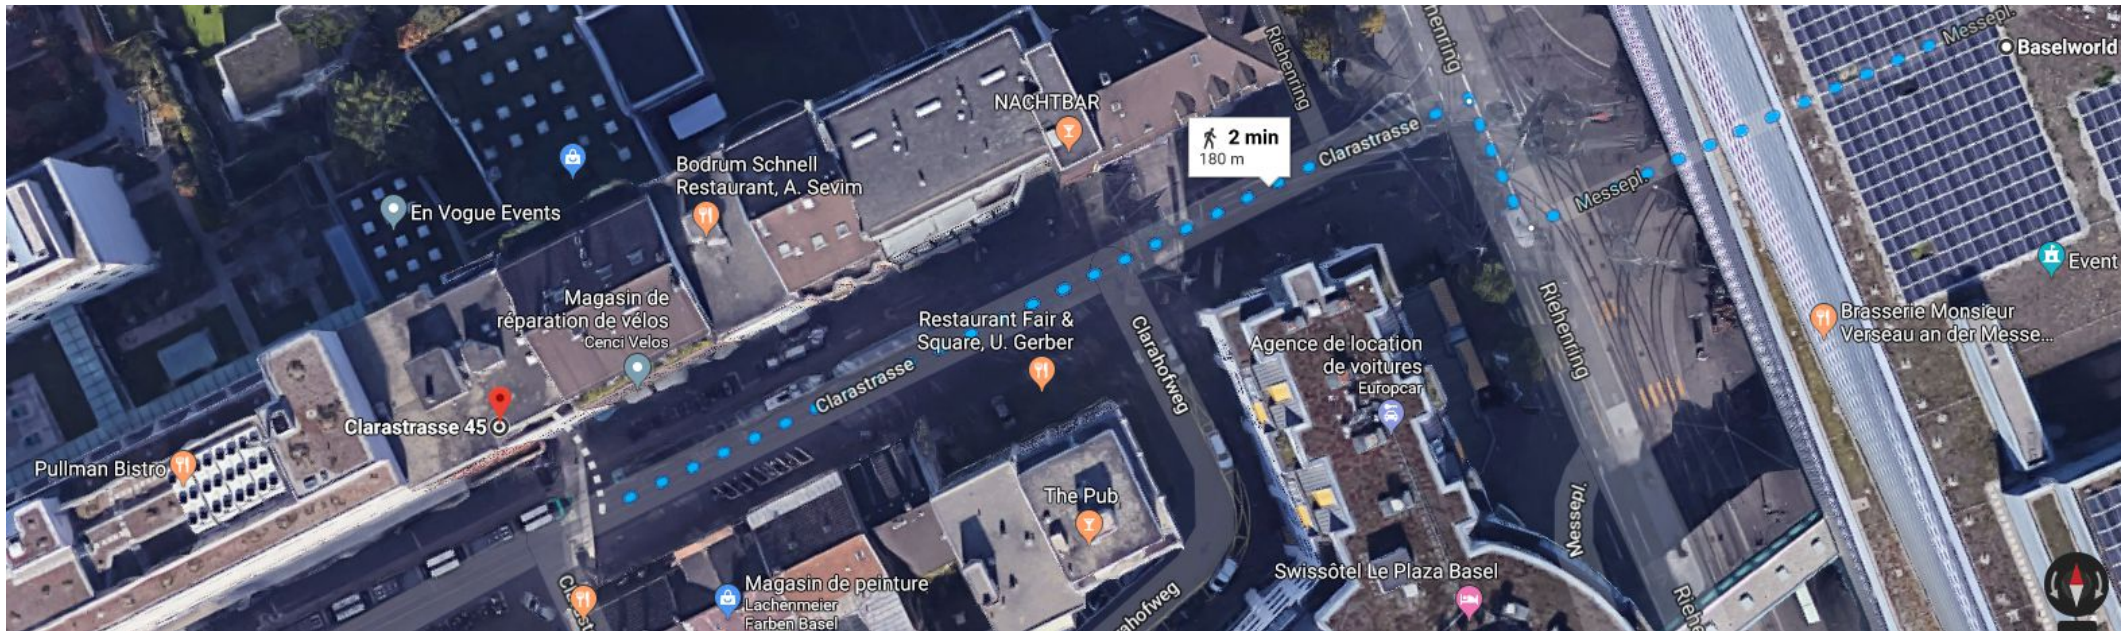 Messepl.
Baselworld
Riehenring
NACHTBAR
2 min
180 m
Clarastrasse
Bodrum Schnell
Restaurant, A. Sevim
Messepl.
En Vogue Events
Event
Magasin de
réparation de vélos
Cenci Velos
Restaurant Fair &
Square, U. Gerber
Clarahofweg
Riehenring
Brasserie Monsieur
Verseau an der Messe...
Agence de location
de voitures
Europcar
Clarastrasse
Clarastrasse 45
Pullman Bistro
The Pub
Messepl.
Swissôtel Le Plaza Basel
Magasin de peinture
Lachenmeier
Farben Basel